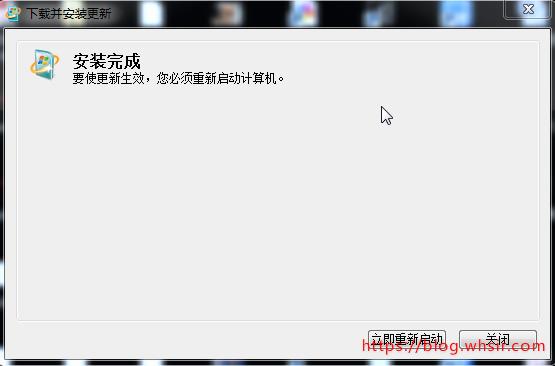 下载并安装更新
安装完成
要使更新生效，您必须重新启动计算机。
立即重新启动
关闭
https://blog.whsir.com